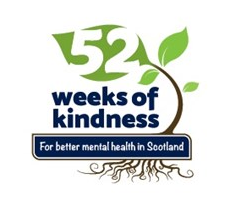 52
weeks of
kindness
For better mental health in Scotland